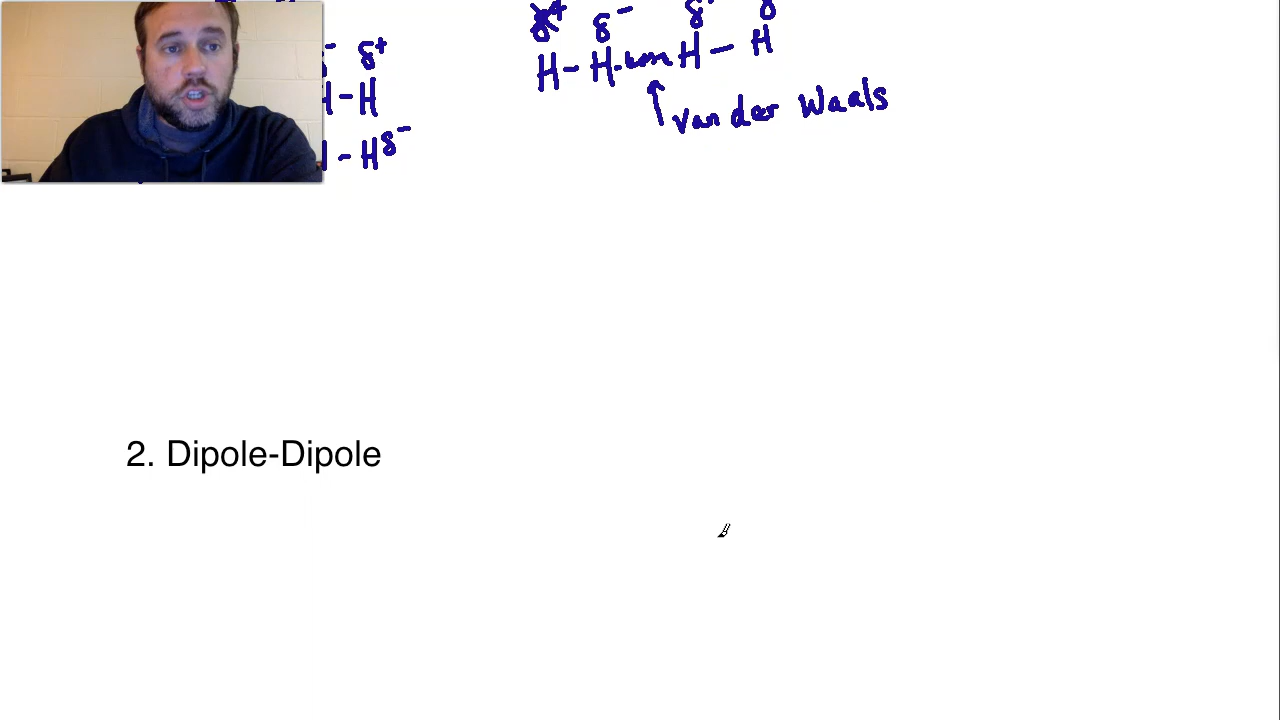 δ+ δ- δ+ δ
H-H H-H
van der Waals
δ- δ+
H-H
-Hδ-
2. Dipole-Dipole